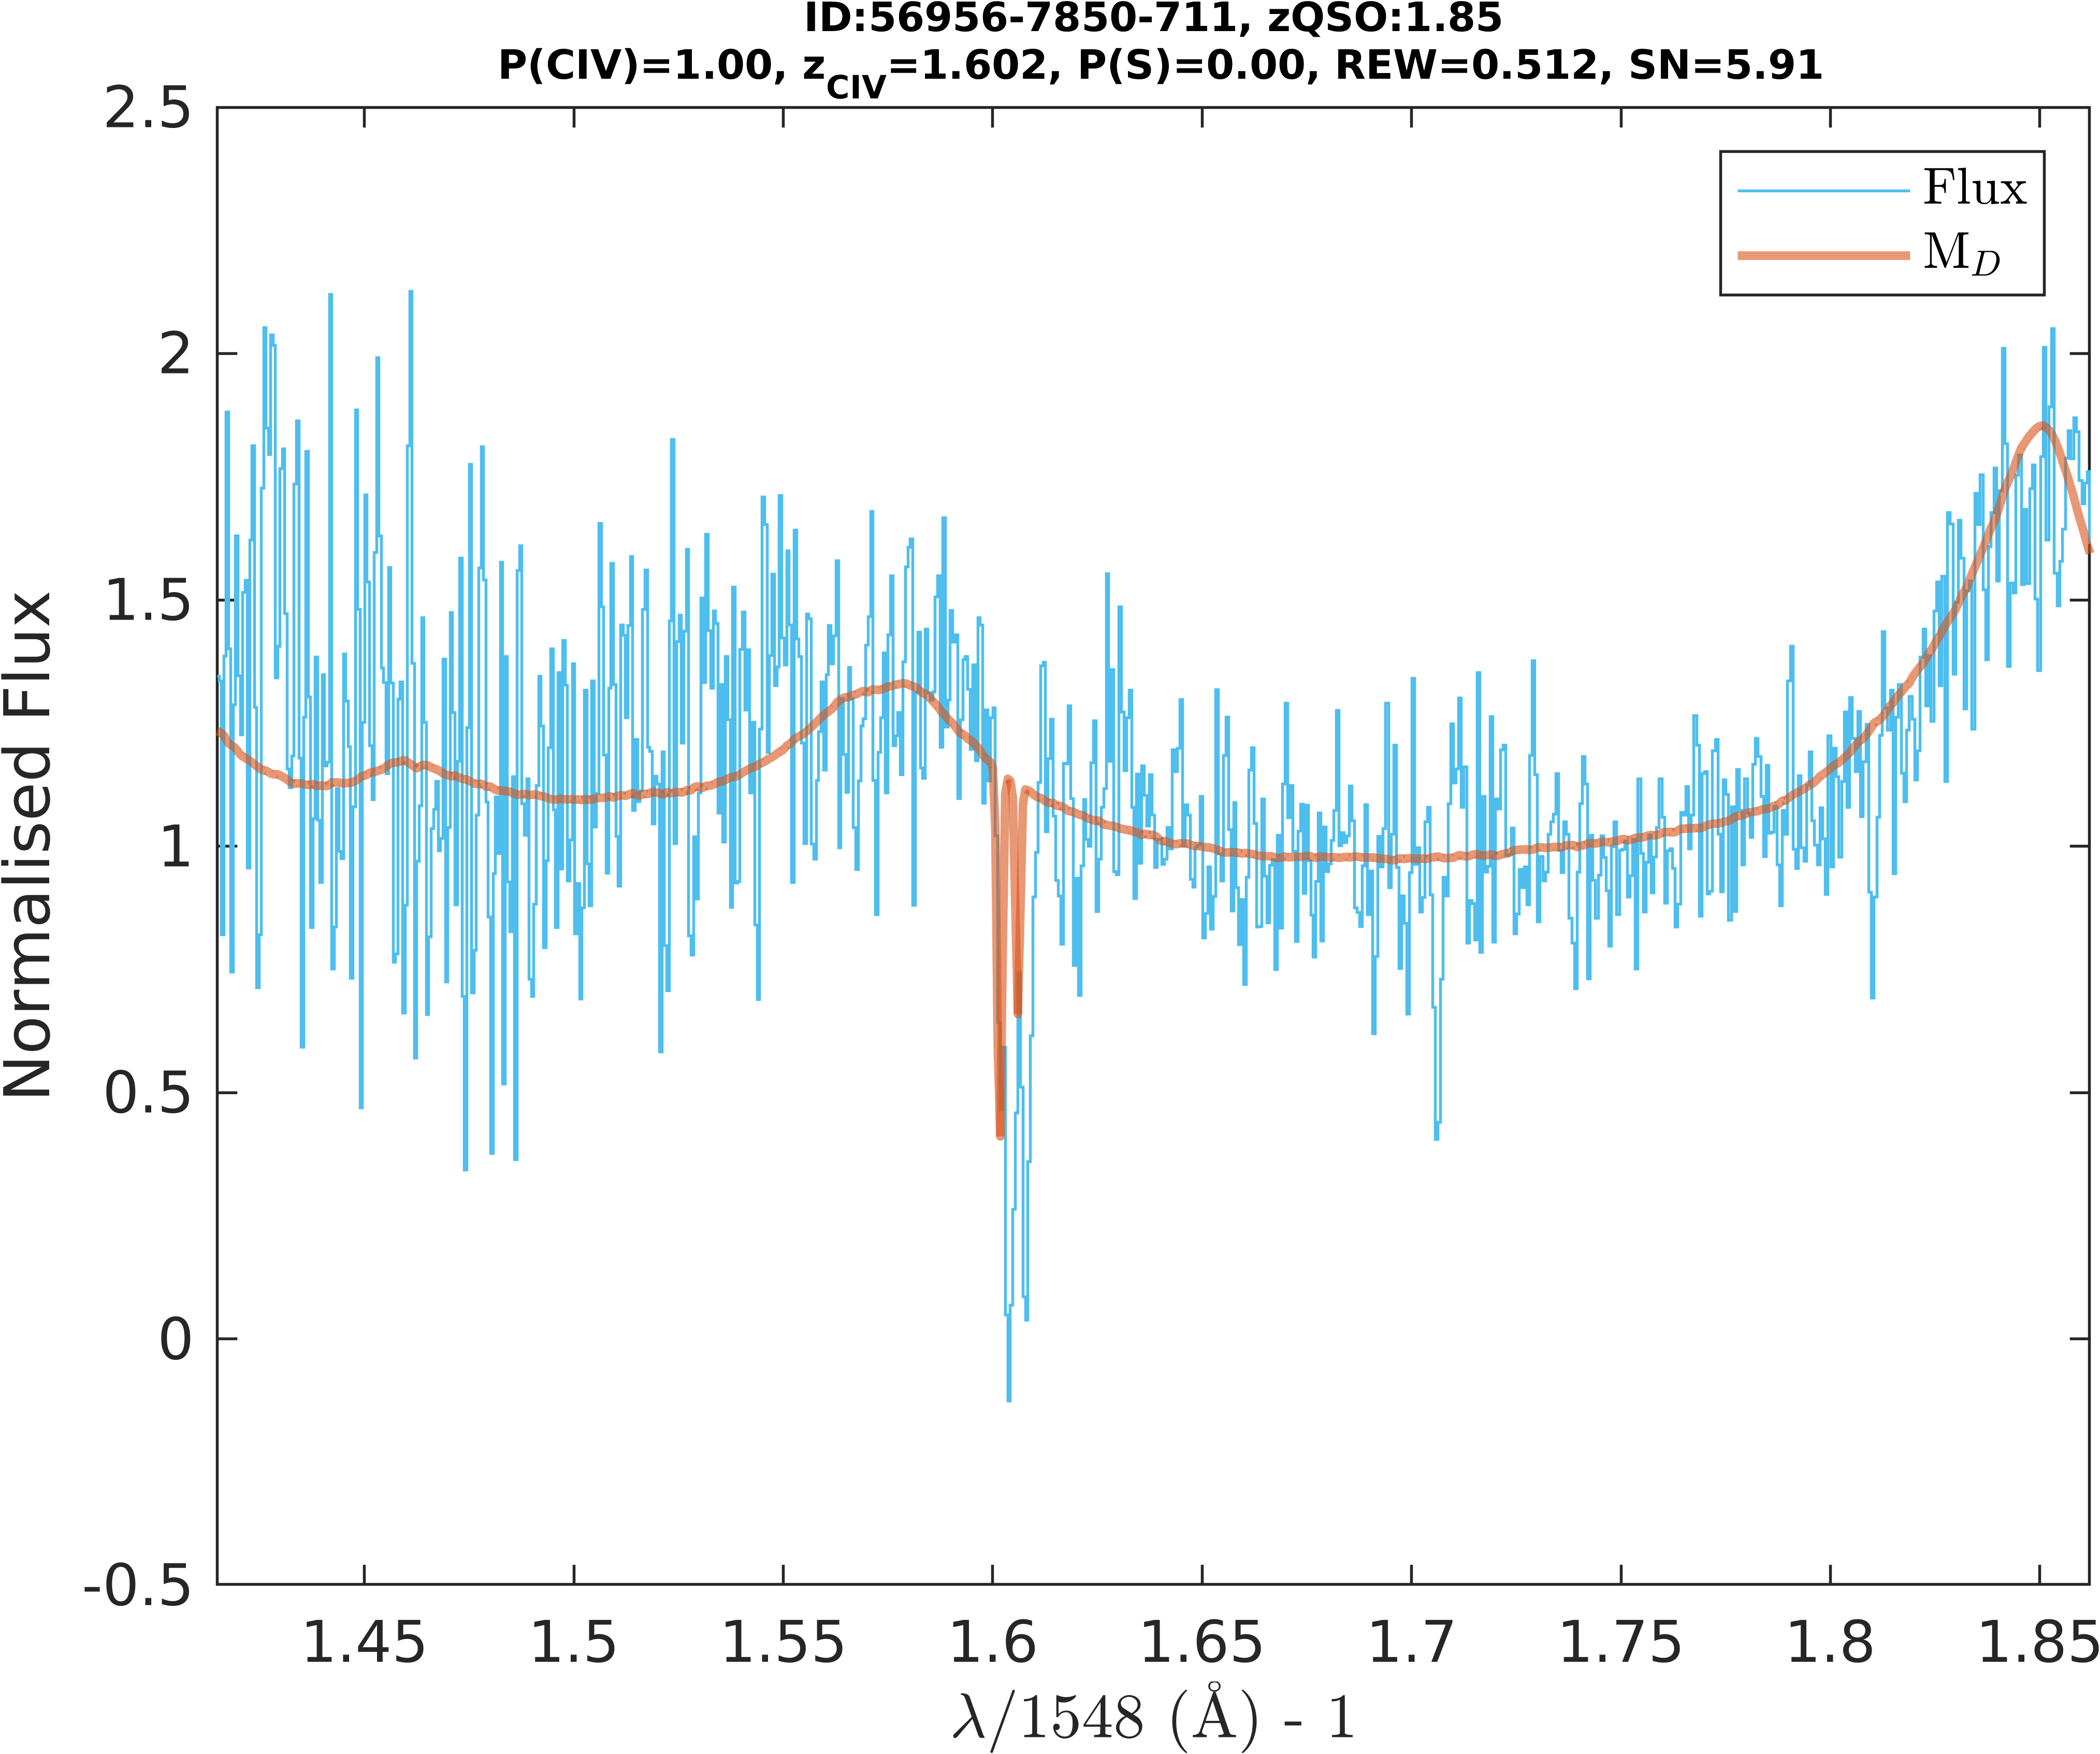 ID:56956-7850-711, zQSO:1.85
P(CIV)=1.00, z_CIV=1.602, P(S)=0.00, REW=0.512, SN=5.91
2.5
2
1.5
1
0.5
0
-0.5
Normalised Flux
Flux
M_D
1.45 1.5 1.55 1.6 1.65 1.7 1.75 1.8 1.85
λ/1548 (Å) - 1